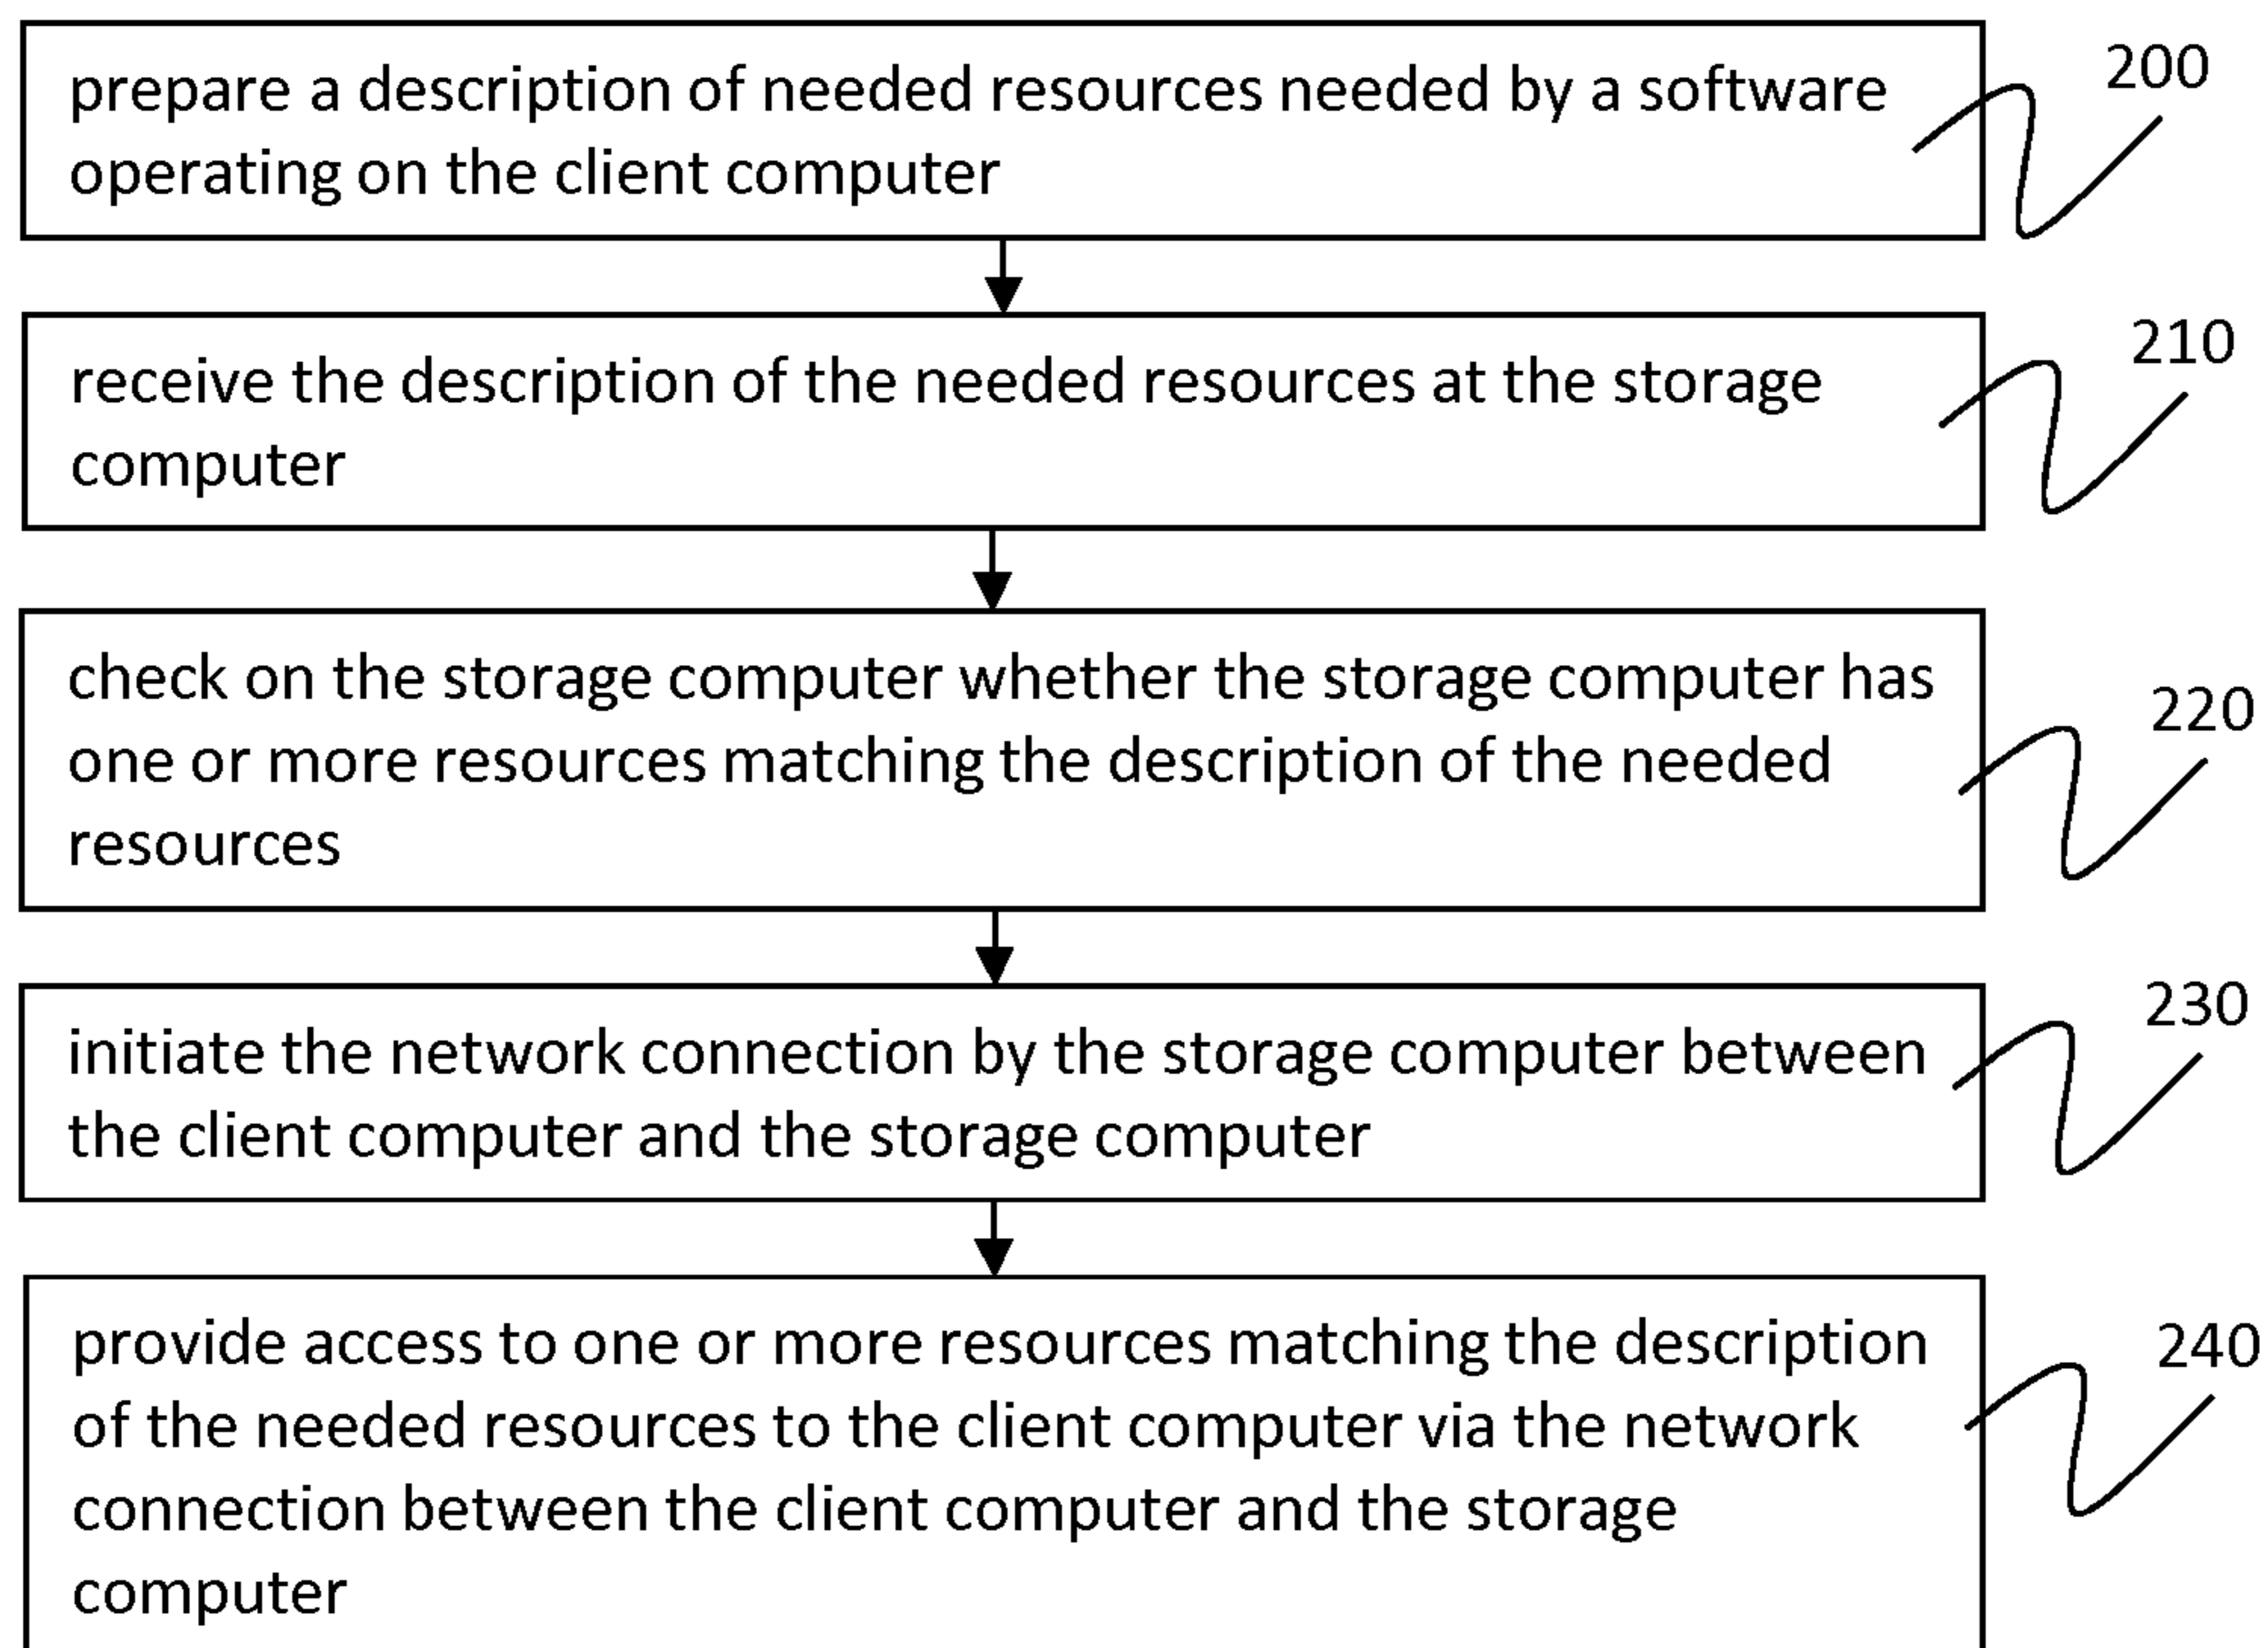 prepare a description of needed resources needed by a software
operating on the client computer
200
receive the description of the needed resources at the storage
computer
210
check on the storage computer whether the storage computer has
one or more resources matching the description of the needed
resources
220
initiate the network connection by the storage computer between
the client computer and the storage computer
230
provide access to one or more resources matching the description
of the needed resources to the client computer via the network
connection between the client computer and the storage
computer
240